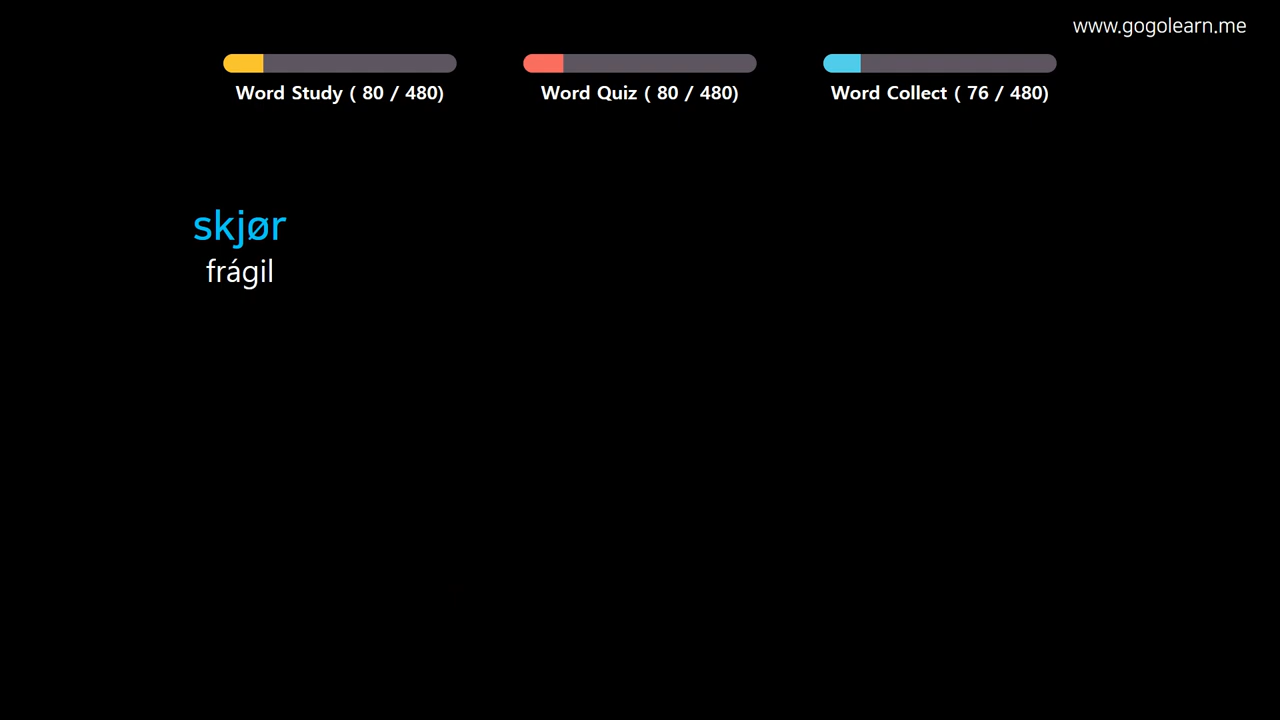 www.gogolearn.me
Word Study ( 80 / 480)
Word Quiz ( 80 / 480)
Word Collect ( 76 / 480)
skjør
frágil